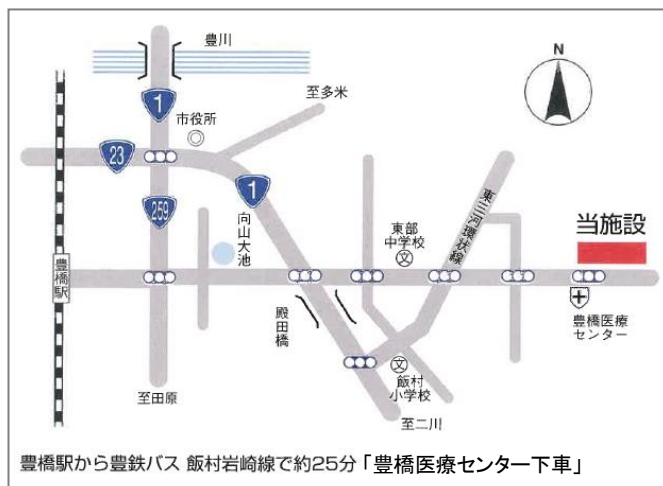 豊川
N
至多米
1
市役所
23
1
259
向山大池
東部
中学校
文
東三河環状線
当施設
豊橋駅
殿田橋
豊橋医療
センター
文
飯村
小学校
至田原
至二川
豊橋駅から豊鉄バス 飯村岩崎線で約25分「豊橋医療センター下車」